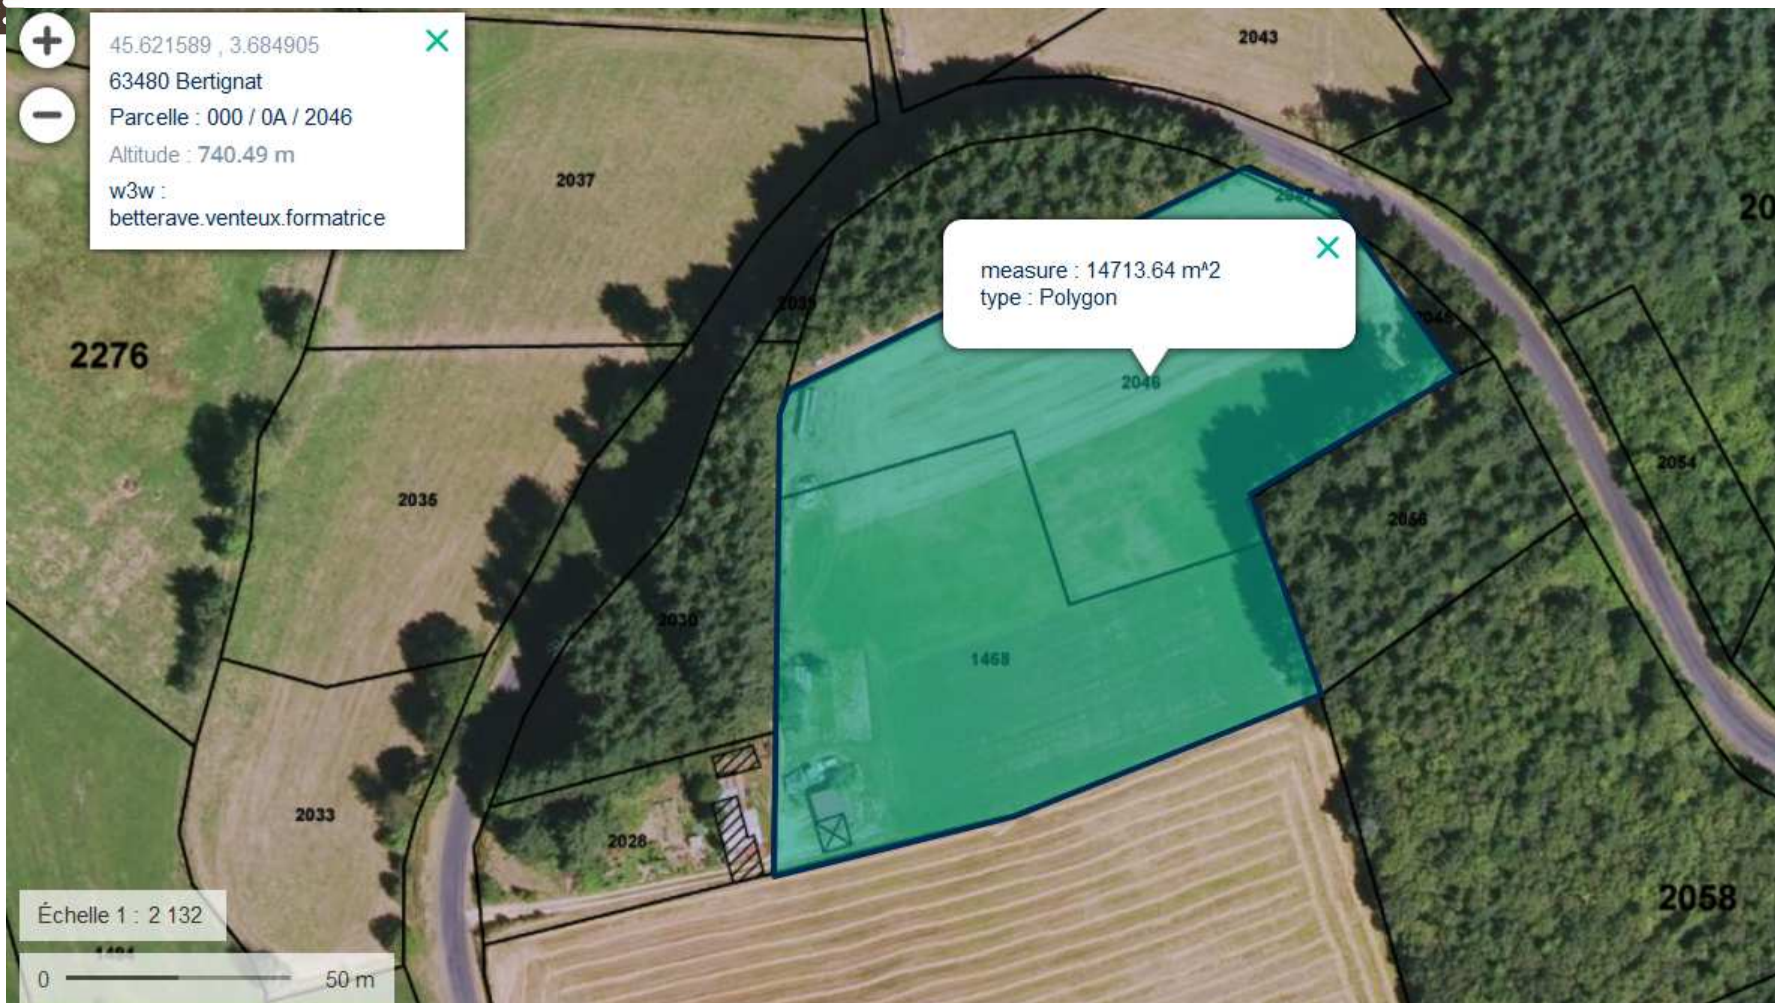 45.621589 , 3.684905
63480 Bertignat
Parcelle : 000 / 0A / 2046
Altitude : 740.49 m
w3w :
betterave.venteux.formatrice
2043
2037
measure : 14713.64 m^2
type : Polygon
2276
2046
2035
2054
2056
2030
1468
2033
2028
2058
Échelle 1 : 2 132
0
50 m